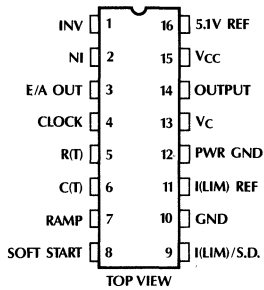 INV 1 16 5.1V REF
NI 2 15 VCC
E/A OUT 3 14 OUTPUT
CLOCK 4 13 VC
R(T) 5 12 PWR GND
C(T) 6 11 I(LIM) REF
RAMP 7 10 GND
SOFT START 8 9 I(LIM)/S.D.
TOP VIEW